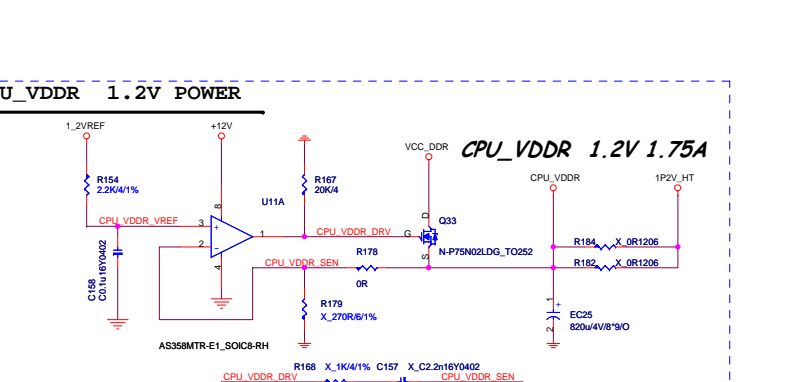 U_VDDR 1.2V POWER
1_2VREF
+12V
VCC_DDR
CPU_VDDR 1.2V 1.75A
CPU_VDDR
1P2V_HT
R154
2.2K/4/1%
R167
20K/4
U11A
8
CPU_VDDR_VREF
3
+
2
-
1
4
CPU_VDDR_DRV
G
D
S
Q33
N-P75N02LDG_TO252
R184
X_0R1206
R182
X_0R1206
R178
0R
CPU_VDDR_SEN
C158
C0.1u16Y0402
R179
X_270R/6/1%
1
+
2
EC25
820u/4V/8*9/O
AS358MTR-E1_SOIC8-RH
R168 X_1K/4/1% C157 X_C2.2n16Y0402
CPU_VDDR_DRV
CPU_VDDR_SEN